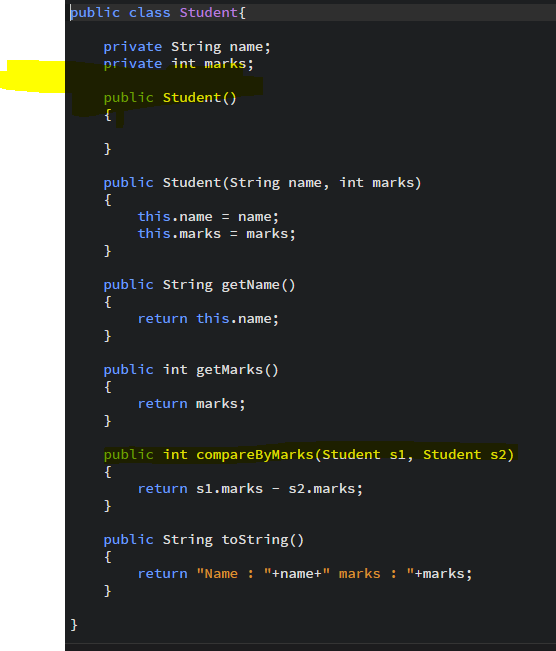 public class Student{
private String name;
private int marks;
public Student()
{
}
public Student(String name, int marks)
{
this.name = name;
this.marks = marks;
}
public String getName()
{
return this.name;
}
public int getMarks()
{
return marks;
}
public int compareByMarks(Student s1, Student s2)
{
return s1.marks - s2.marks;
}
public String toString()
{
return "Name : "+name+" marks : "+marks;
}
}